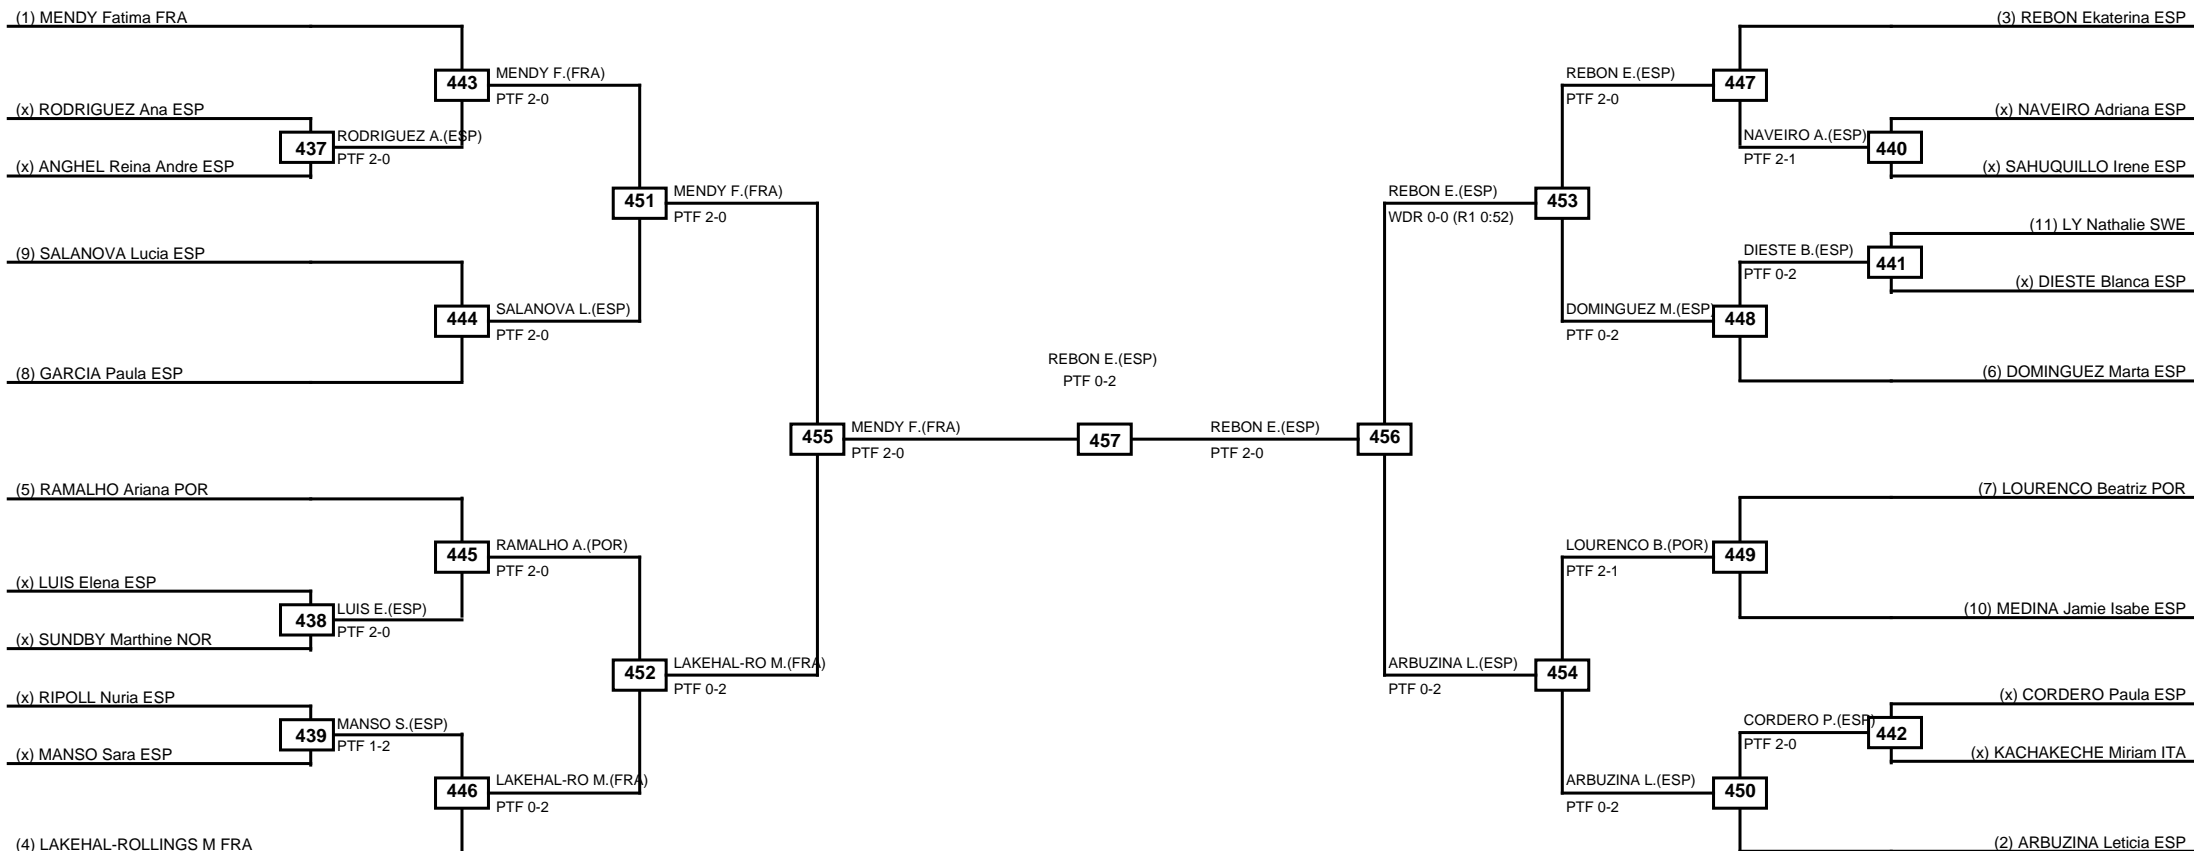 (1) MENDY Fatima FRA
443
MENDY F.(FRA)
PTF 2-0
(x) RODRIGUEZ Ana ESP
437
RODRIGUEZ A.(ESP)
PTF 2-0
(x) ANGHEL Reina Andre ESP
451
MENDY F.(FRA)
PTF 2-0
(9) SALANOVA Lucia ESP
444
SALANOVA L.(ESP)
PTF 2-0
(8) GARCIA Paula ESP
455
MENDY F.(FRA)
PTF 2-0
(5) RAMALHO Ariana POR
445
RAMALHO A.(POR)
PTF 2-0
(x) LUIS Elena ESP
438
LUIS E.(ESP)
PTF 2-0
(x) SUNDBY Marthine NOR
452
LAKEHAL-RO M.(FRA)
PTF 0-2
(x) RIPOLL Nuria ESP
439
MANSO S.(ESP)
PTF 1-2
(x) MANSO Sara ESP
446
LAKEHAL-RO M.(FRA)
PTF 0-2
(4) LAKEHAL-ROLLINGS M FRA
REBON E.(ESP)
PTF 0-2
457
(3) REBON Ekaterina ESP
REBON E.(ESP)
447
PTF 2-0
(x) NAVEIRO Adriana ESP
NAVEIRO A.(ESP)
440
PTF 2-1
(x) SAHUQUILLO Irene ESP
REBON E.(ESP)
453
WDR 0-0 (R1 0:52)
(11) LY Nathalie SWE
DIESTE B.(ESP)
441
PTF 0-2
(x) DIESTE Blanca ESP
DOMINGUEZ M.(ESP)
448
PTF 0-2
(6) DOMINGUEZ Marta ESP
REBON E.(ESP)
456
PTF 2-0
(7) LOURENCO Beatriz POR
LOURENCO B.(POR)
449
PTF 2-1
(10) MEDINA Jamie Isabe ESP
ARBUZINA L.(ESP)
454
PTF 0-2
(x) CORDERO Paula ESP
CORDERO P.(ESP)
442
PTF 2-0
(x) KACHAKECHE Miriam ITA
ARBUZINA L.(ESP)
450
PTF 0-2
(2) ARBUZINA Leticia ESP